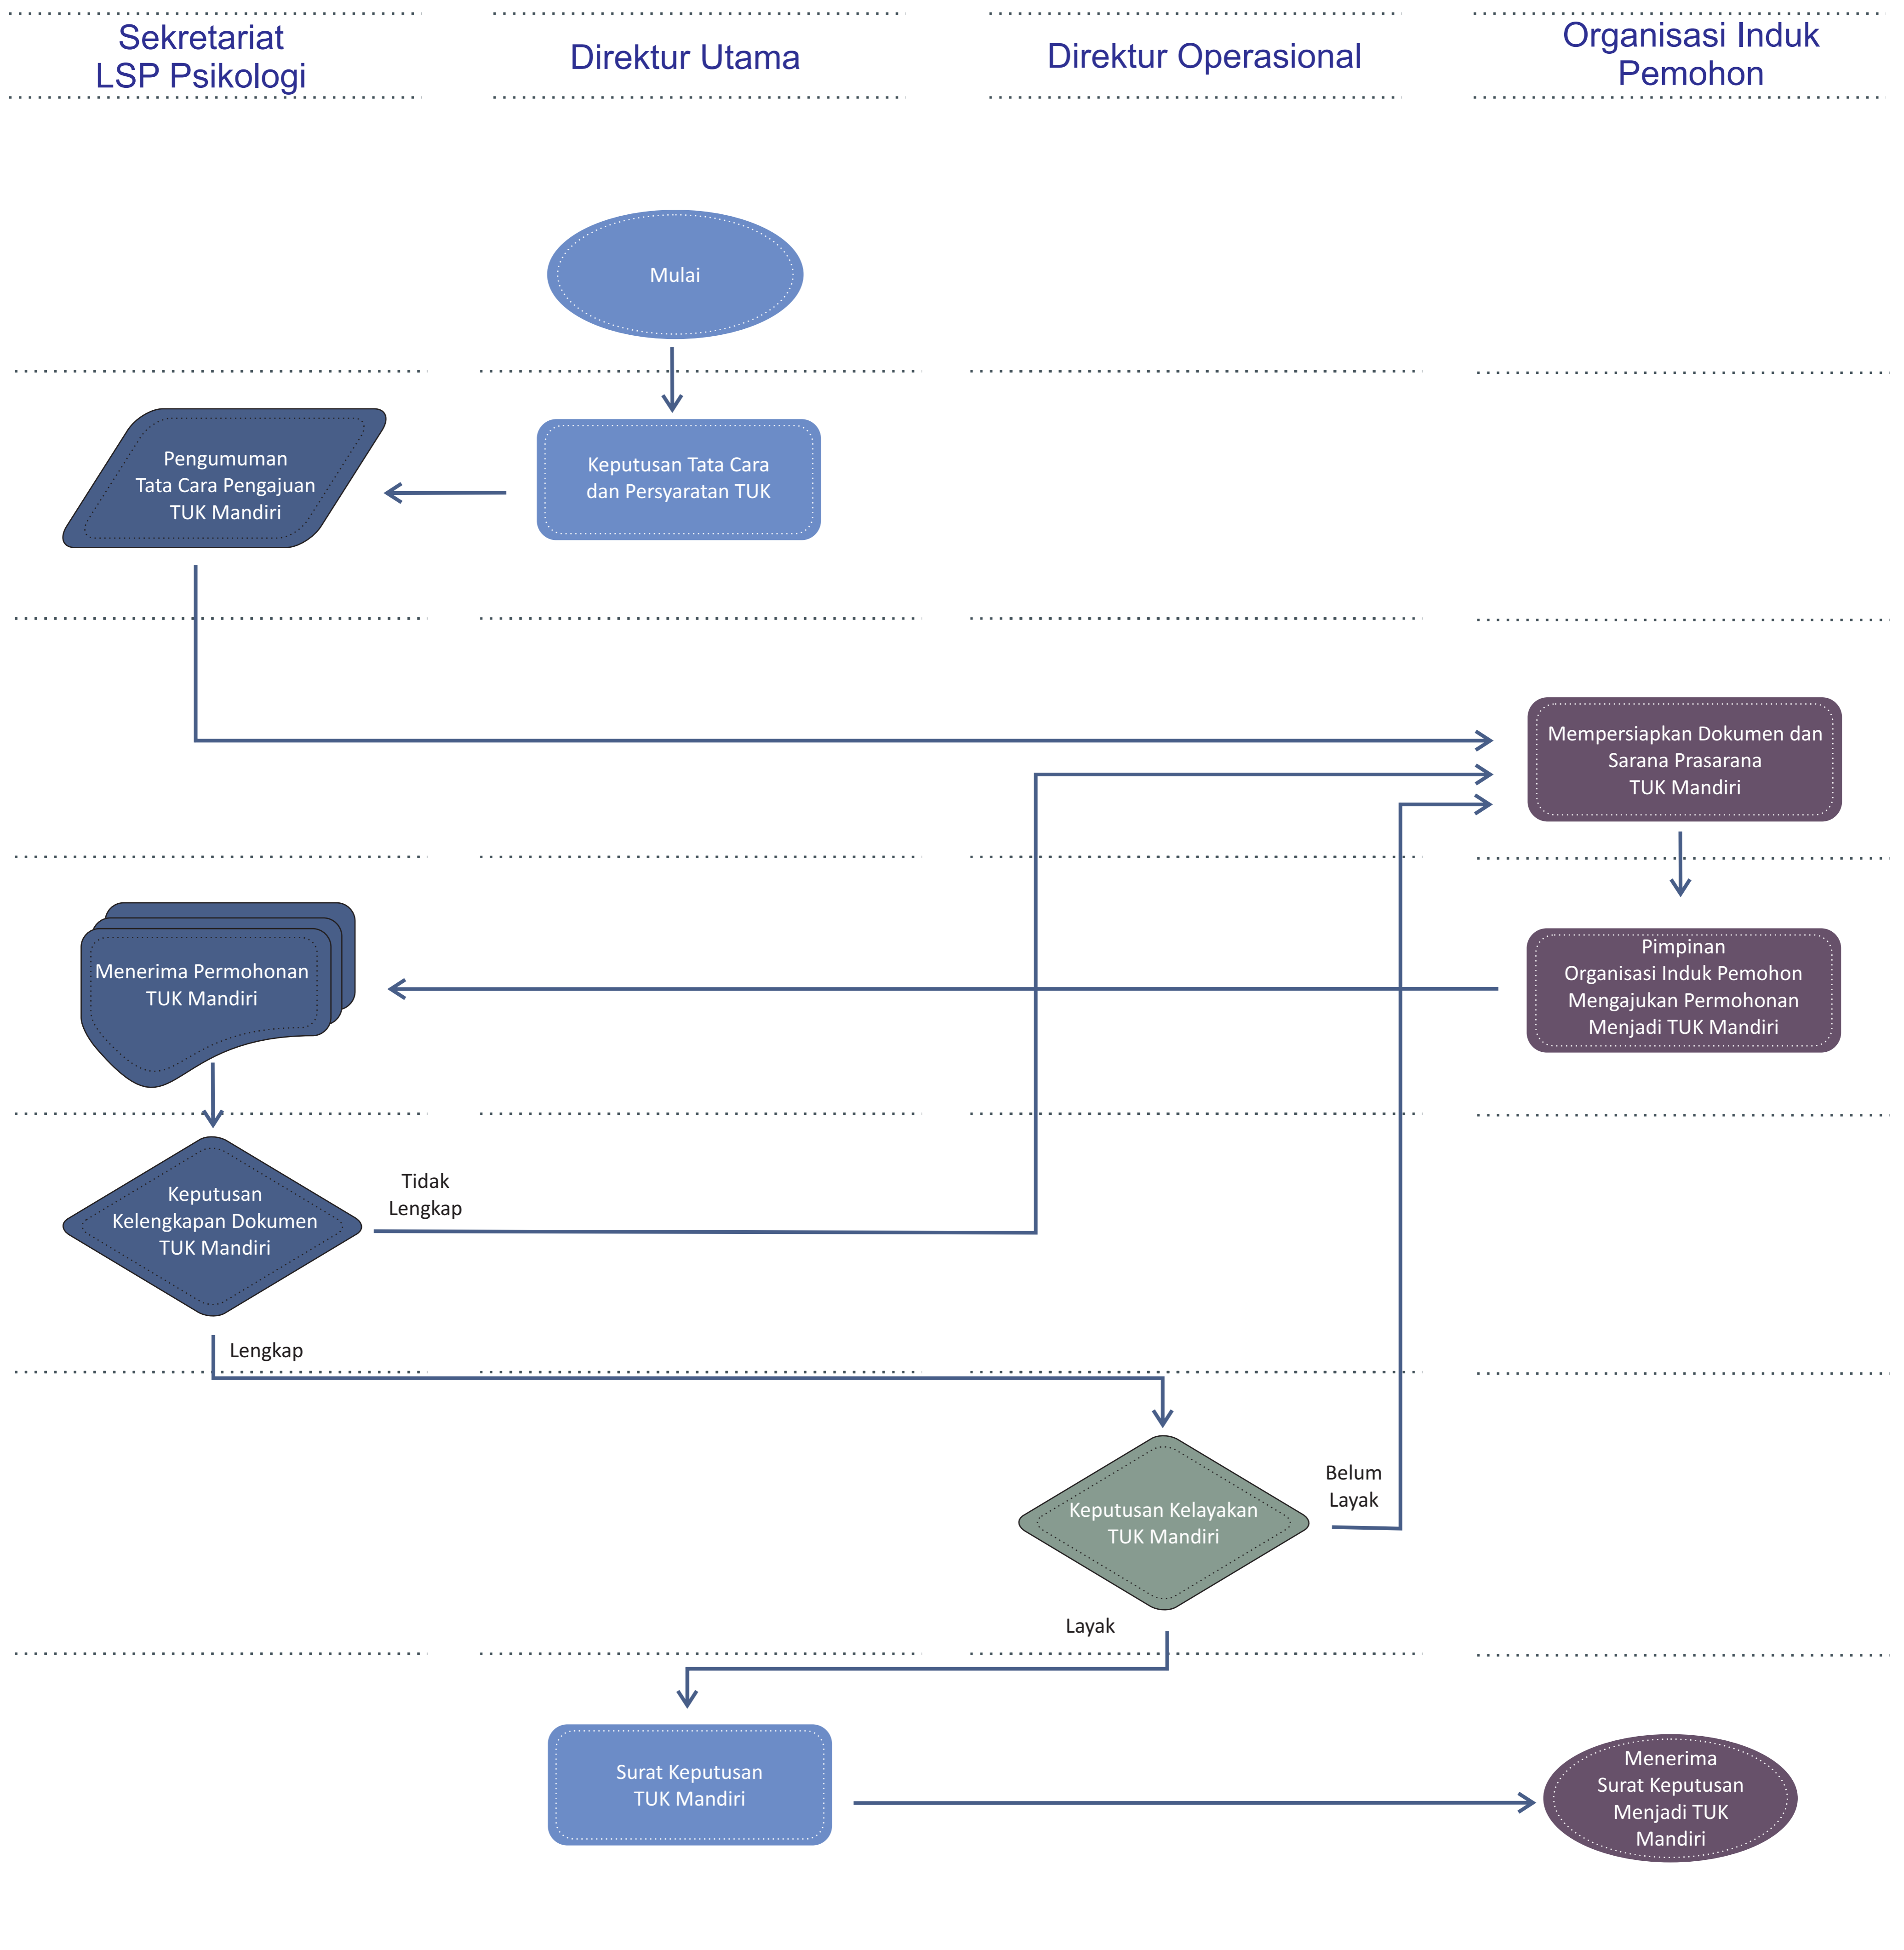 Sekretariat
LSP Psikologi
Direktur Utama
Direktur Operasional
Organisasi Induk
Pemohon
Mulai
Pengumuman
Tata Cara Pengajuan
TUK Mandiri
Keputusan Tata Cara
dan Persyaratan TUK
Mempersiapkan Dokumen dan
Sarana Prasarana
TUK Mandiri
Menerima Permohonan
TUK Mandiri
Pimpinan
Organisasi Induk Pemohon
Mengajukan Permohonan
Menjadi TUK Mandiri
Keputusan
Kelengkapan Dokumen
TUK Mandiri
Tidak
Lengkap
Lengkap
Keputusan Kelayakan
TUK Mandiri
Belum
Layak
Layak
Surat Keputusan
TUK Mandiri
Menerima
Surat Keputusan
Menjadi TUK
Mandiri